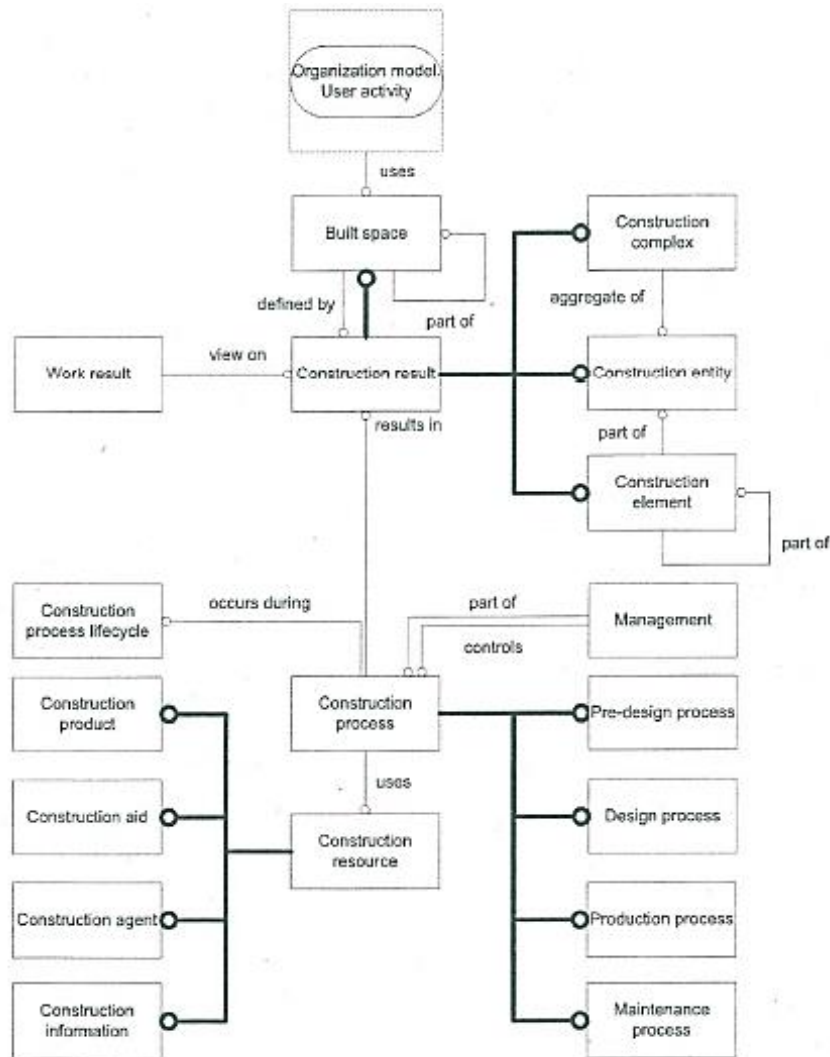 Organization model.
User activity
uses
Built space
Construction
complex
defined by
part of
aggregate of
Work result
view on
Construction result
Construction entity
results in
part of
Construction
element
part of
Construction
process lifecycle
occurs during
part of
controls
Management
Construction
product
Construction
process
Pre-design process
uses
Construction aid
Construction
resource
Design process
Construction agent
Production process
Construction
information
Maintenance
process